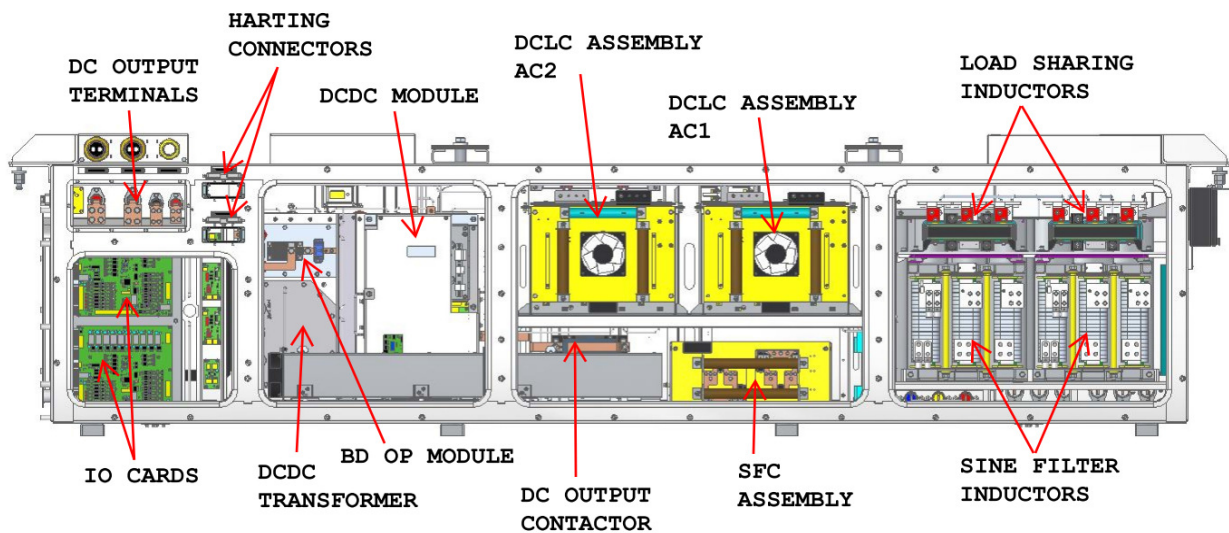 HARTING
CONNECTORS
DC OUTPUT
TERMINALS
DCDC MODULE
DCLC ASSEMBLY
AC2
DCLC ASSEMBLY
AC1
LOAD SHARING
INDUCTORS
IO CARDS
DCDC
TRANSFORMER
BD OP MODULE
DC OUTPUT
CONTACTOR
SFC
ASSEMBLY
SINE FILTER
INDUCTORS